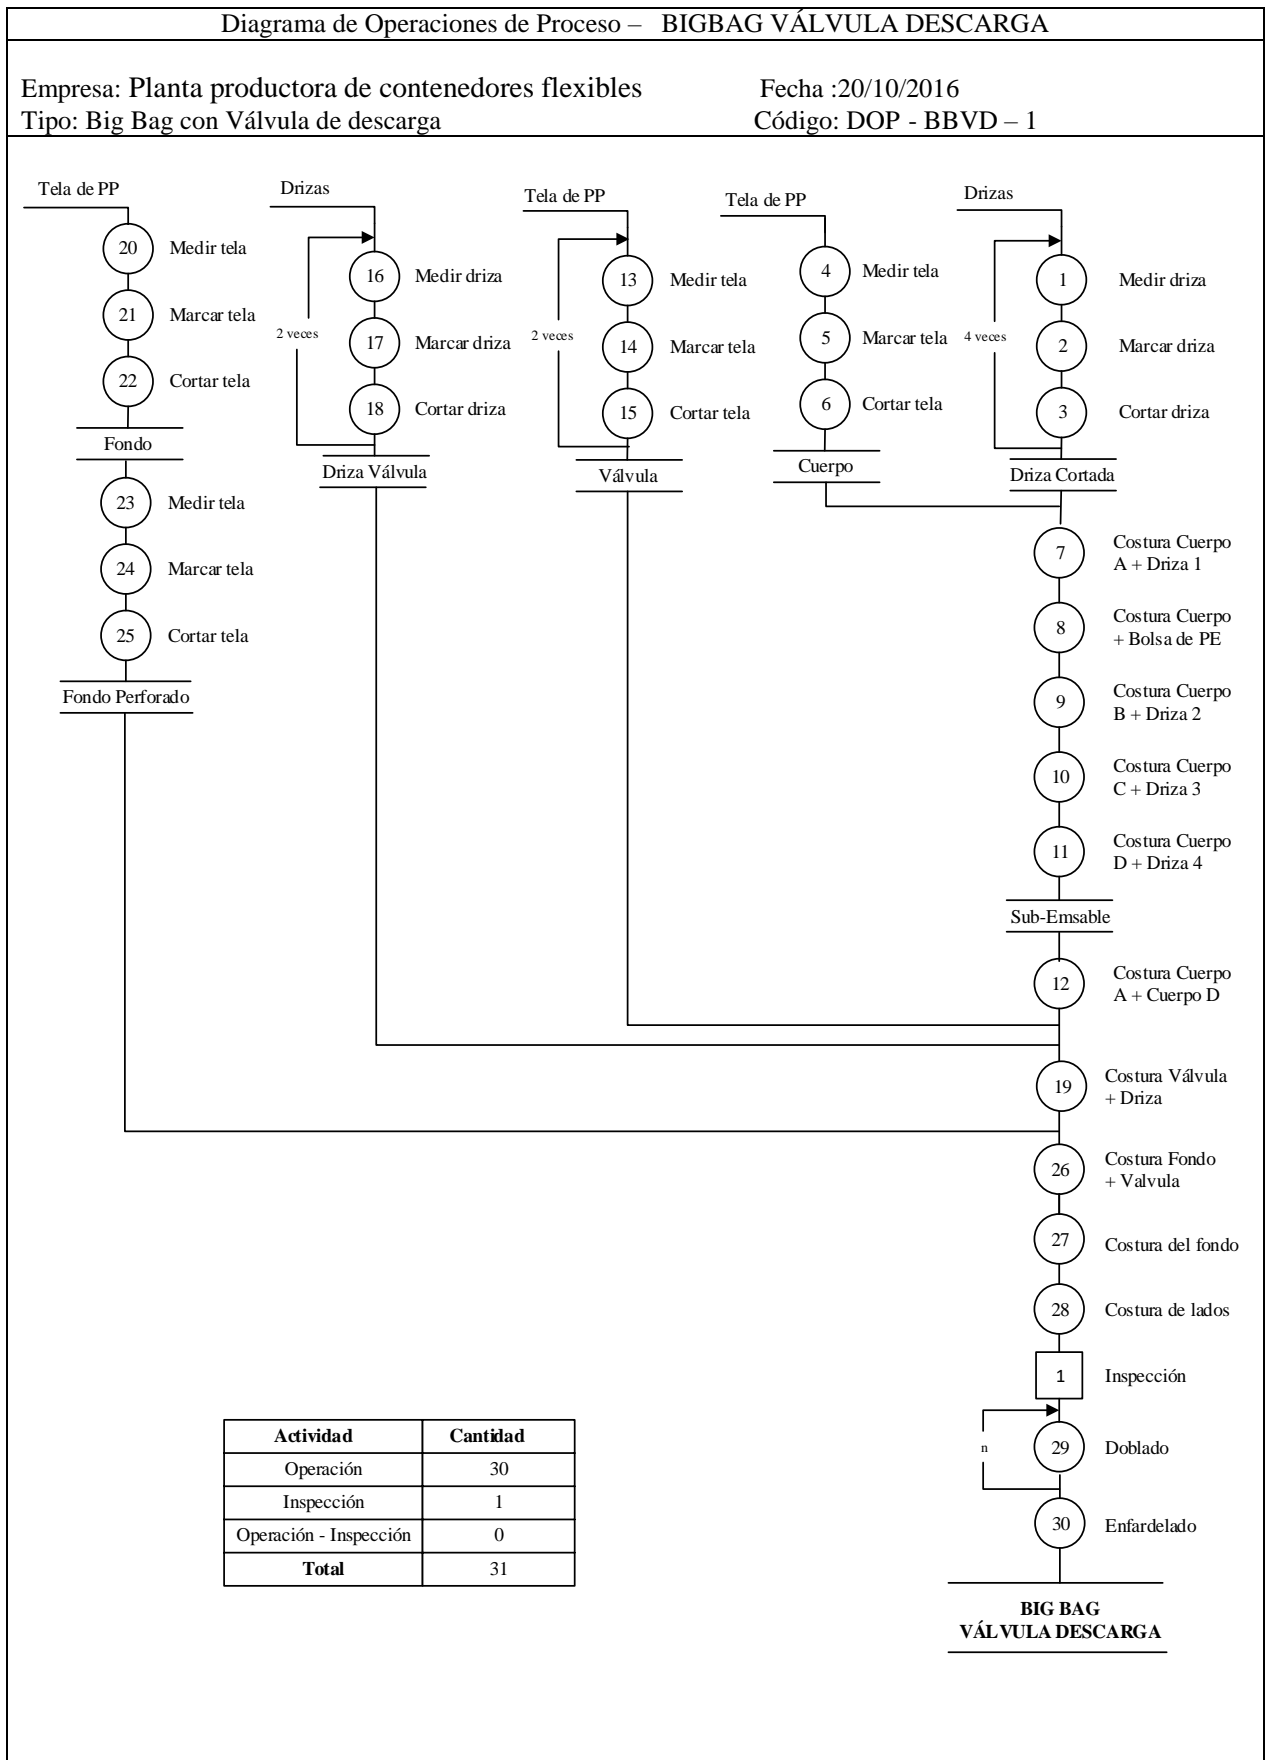 Diagrama de Operaciones de Proceso – BIGBAG VÁLVULA DESCARGA
Empresa: Planta productora de contenedores flexibles
Fecha :20/10/2016
Tipo: Big Bag con Válvula de descarga
Código: DOP - BBVD – 1
Tela de PP
20 Medir tela
21 Marcar tela
22 Cortar tela
Fondo
23 Medir tela
24 Marcar tela
25 Cortar tela
Fondo Perforado
Drizas
16 Medir driza
2 veces
17 Marcar driza
18 Cortar driza
Driza Válvula
Tela de PP
13 Medir tela
2 veces
14 Marcar tela
15 Cortar tela
Válvula
Tela de PP
4 Medir tela
5 Marcar tela
6 Cortar tela
Cuerpo
Drizas
1 Medir driza
4 veces
2 Marcar driza
3 Cortar driza
Driza Cortada
7 Costura Cuerpo
A + Driza 1
8 Costura Cuerpo
+ Bolsa de PE
9 Costura Cuerpo
B + Driza 2
10 Costura Cuerpo
C + Driza 3
11 Costura Cuerpo
D + Driza 4
Sub-Emsable
12 Costura Cuerpo
A + Cuerpo D
19 Costura Válvula
+ Driza
26 Costura Fondo
+ Valvula
27 Costura del fondo
28 Costura de lados
1 Inspección
n
29 Doblado
30 Enfardelado
BIG BAG
VÁLVULA DESCARGA
Actividad Cantidad
Operación 30
Inspección 1
Operación - Inspección 0
Total 31